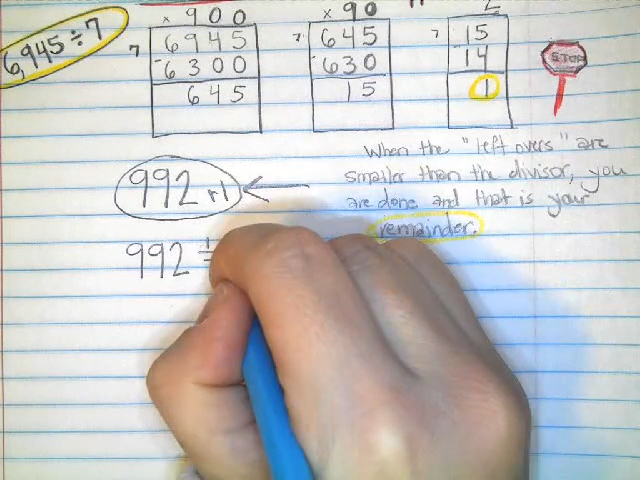 6,945 ÷ 7
x 900
7 6945
-6300
645
x 90
7 645
-630
15
2
7 15
-14
1
STOP
992 r1
When the "left overs" are
smaller than the divisor, you
are done and that is your
remainder.
992 1